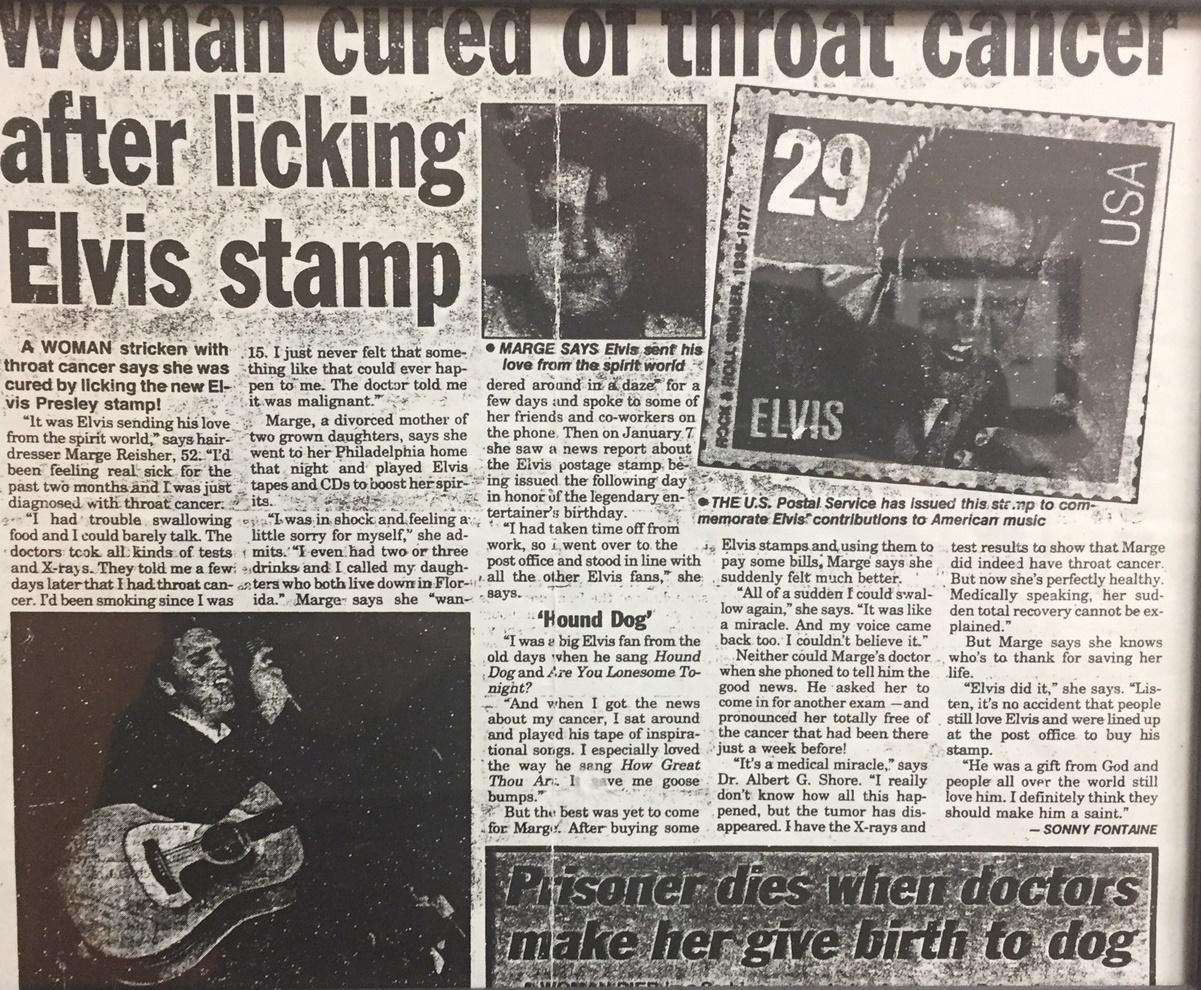 Woman cured of throat cancer
after licking
Elvis stamp
A WOMAN stricken with
throat cancer says she was
cured by licking the new El-
vis Presley stamp!
"It was Elvis sending his love
from the spirit world," says hair-
dresser Marge Reisher, 52. "I'd
been feeling real sick for the
past two months and I was just
diagnosed with throat cancer.
"I had trouble swallowing
food and I could barely talk. The
doctors took all kinds of tests
and X-rays. They told me a few
days later that I had throat can-
cer. I'd been smoking since I was
15. I just never felt that some-
thing like that could ever hap-
pen to me. The doctor told me
it was malignant."
Marge, a divorced mother of
two grown daughters, says she
went to her Philadelphia home
that night and played Elvis
tapes and CDs to boost her spir-
its.
"I was in shock and feeling a
little sorry for myself," she ad-
mits. "I even had two or three
drinks and I called my daugh-
ters who both live down in Flor-
ida." Marge says she "wan-
• MARGE SAYS Elvis sent his
love from the spirit world
dered around in a daze" for a
few days and spoke to some of
her friends and co-workers on
the phone. Then on January 7
she saw a news report about
the Elvis postage stamp be-
ing issued the following day
in honor of the legendary en-
tertainer's birthday.
"I had taken time off from
work, so I went over to the
post office and stood in line with
all the other Elvis fans," she
says.
'Hound Dog'
"I was a big Elvis fan from the
old days when he sang Hound
Dog and Are You Lonesome To-
night?
"And when I got the news
about my cancer, I sat around
and played his tape of inspira-
tional songs. I especially loved
the way he sang How Great
Thou Art. It gave me goose
bumps."
But the best was yet to come
for Marge. After buying some
29
USA
ROCK & ROLL SINGER, 1935-1977
ELVIS
• THE U.S. Postal Service has issued this stamp to com-
memorate Elvis' contributions to American music
Elvis stamps and using them to
pay some bills, Marge says she
suddenly felt much better.
"All of a sudden I could swal-
low again," she says. "It was like
a miracle. And my voice came
back too. I couldn't believe it."
Neither could Marge's doctor
when she phoned to tell him the
good news. He asked her to
come in for another exam — and
pronounced her totally free of
the cancer that had been there
just a week before!
"It's a medical miracle," says
Dr. Albert G. Shore. "I really
don't know how all this hap-
pened, but the tumor has dis-
appeared. I have the X-rays and
test results to show that Marge
did indeed have throat cancer.
But now she's perfectly healthy.
Medically speaking, her sud-
den total recovery cannot be ex-
plained."
But Marge says she knows
who's to thank for saving her
life.
"Elvis did it," she says. "Lis-
ten, it's no accident that people
still love Elvis and were lined up
at the post office to buy his
stamp.
"He was a gift from God and
people all over the world still
love him. I definitely think they
should make him a saint."
— SONNY FONTAINE
Prisoner dies when doctors
make her give birth to dog